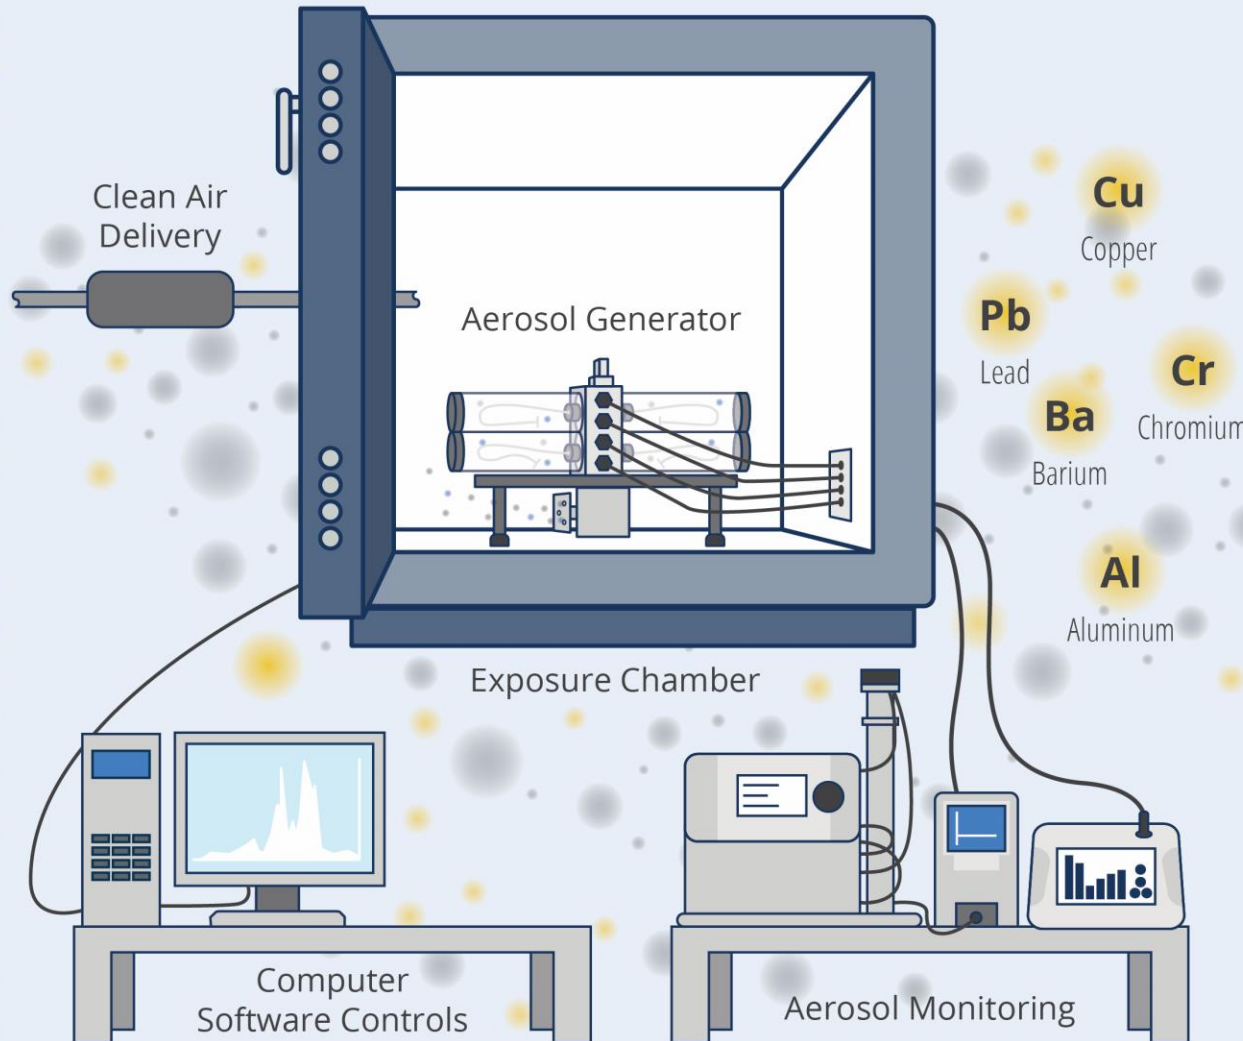 Clean Air
Delivery
Aerosol Generator
Cu
Copper
Pb
Lead
Cr
Chromium
Ba
Barium
Al
Aluminum
Exposure Chamber
Computer
Software Controls
Aerosol Monitoring